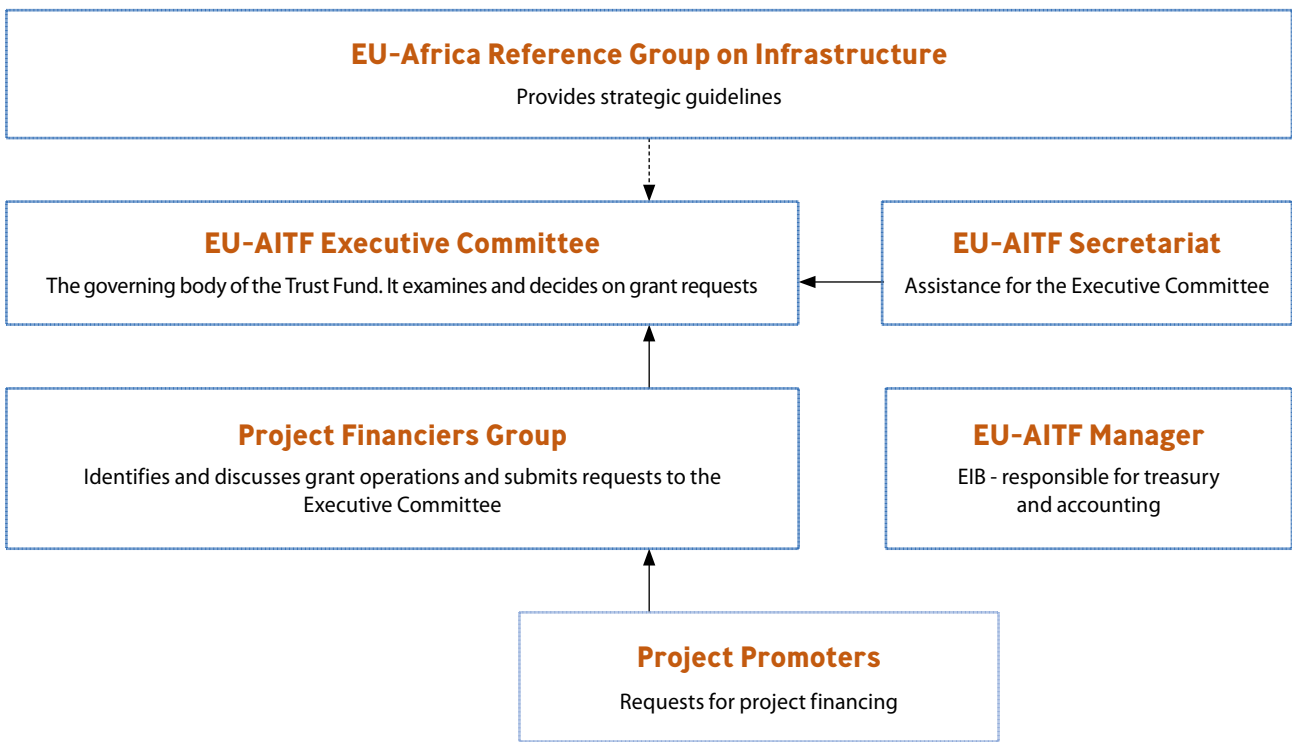 EU-Africa Reference Group on Infrastructure
Provides strategic guidelines
EU-AITF Executive Committee
The governing body of the Trust Fund. It examines and decides on grant requests
EU-AITF Secretariat
Assistance for the Executive Committee
Project Financiers Group
Identifies and discusses grant operations and submits requests to the
Executive Committee
EU-AITF Manager
EIB - responsible for treasury
and accounting
Project Promoters
Requests for project financing